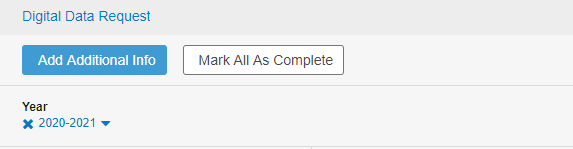 Digital Data Request
Add Additional Info Mark All As Complete
Year
2020-2021